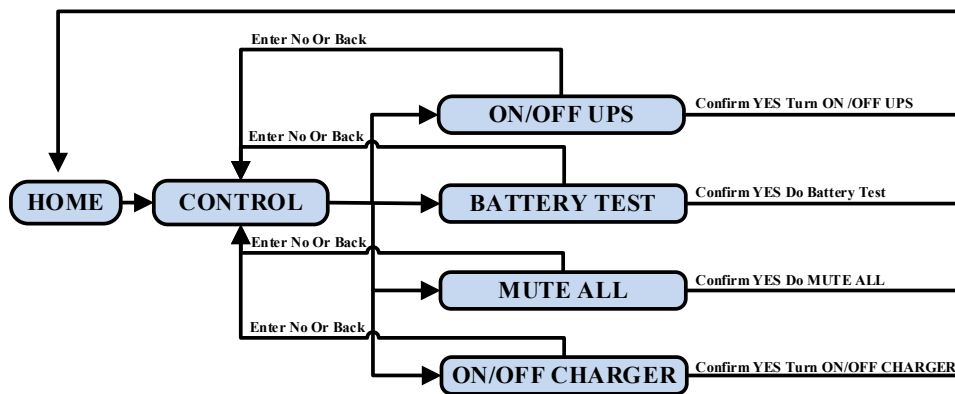 Enter No Or Back
ON/OFF UPS
Confirm YES Turn ON /OFF UPS
Enter No Or Back
HOME
CONTROL
BATTERY TEST
Confirm YES Do Battery Test
Enter No Or Back
MUTE ALL
Confirm YES Do MUTE ALL
Enter No Or Back
ON/OFF CHARGER
Confirm YES Turn ON/OFF CHARGER